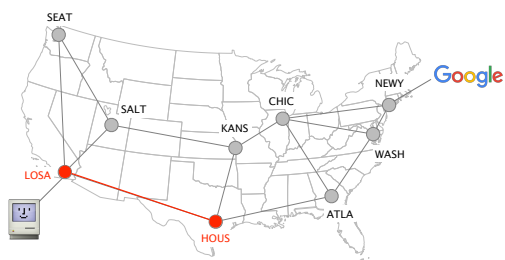 SEAT
Google
NEWY
SALT
CHIC
KANS
WASH
LOSA
ATLA
HOUS